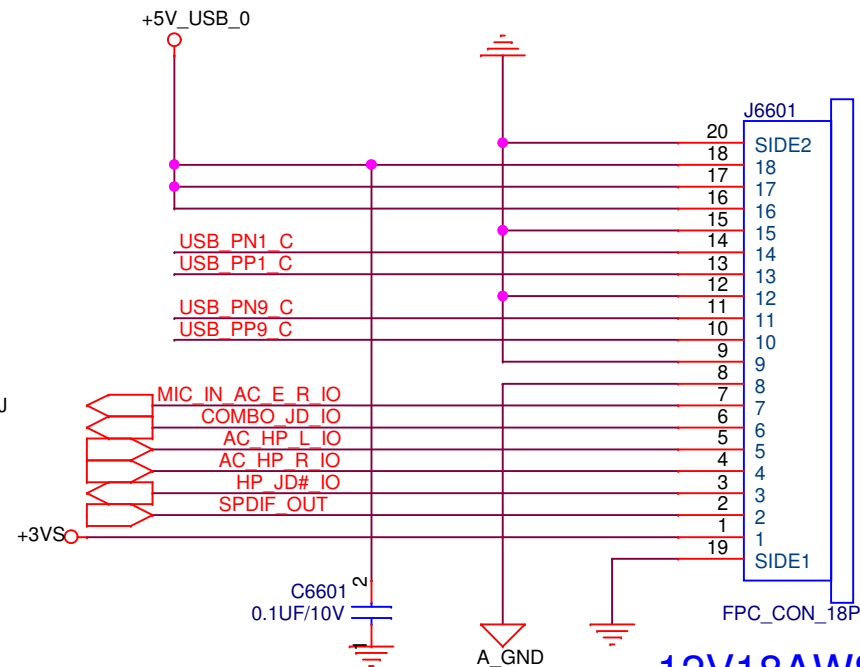 +5V_USB_0
J6601
20 SIDE2
18 18
17 17
16 16
15 15
USB_PN1_C 14 14
USB_PP1_C 13 13
12 12
USB_PN9_C 11 11
USB_PP9_C 10 10
9 9
8 8
J MIC_IN_AC_E_R_IO 7 7
COMBO_JD_IO 6 6
AC_HP_L_IO 5 5
AC_HP_R_IO 4 4
HP_JD#_IO 3 3
SPDIF_OUT 2 2
+3VS 1 1
19 SIDE1
2
C6601
0.1UF/10V
FPC_CON_18P
1
A_GND